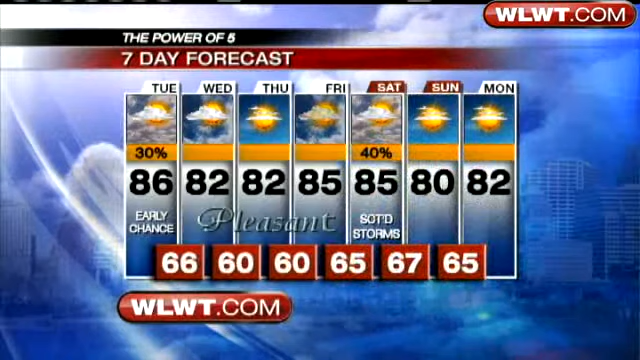 WLWT.COM
THE POWER OF 5
7 DAY FORECAST
TUE WED THU FRI SAT SUN MON
30% 40%
86 82 82 85 85 80 82
EARLY CHANCE Pleasant SCT'D STORMS
66 60 60 65 67 65
WLWT.COM